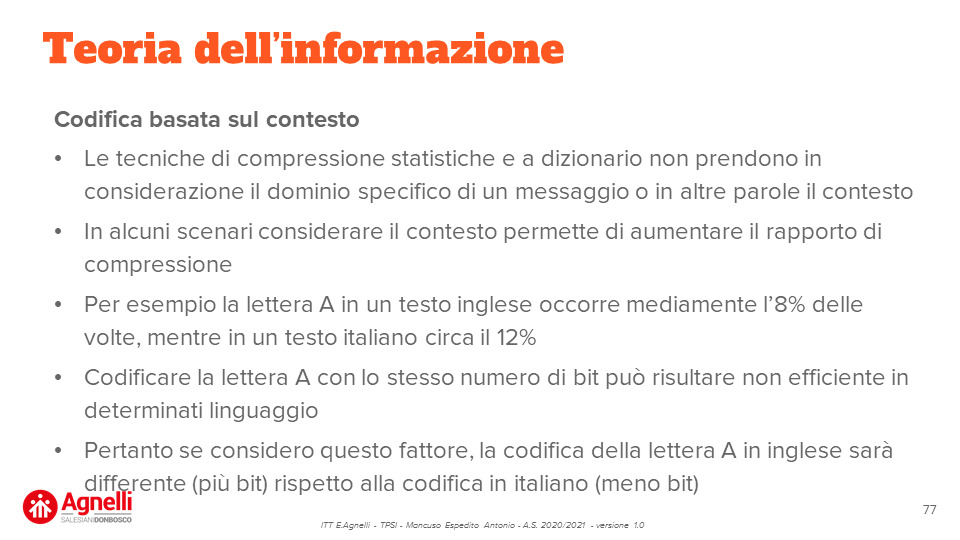 Teoria dell'informazione
Codifica basata sul contesto
• Le tecniche di compressione statistiche e a dizionario non prendono in
considerazione il dominio specifico di un messaggio o in altre parole il contesto
• In alcuni scenari considerare il contesto permette di aumentare il rapporto di
compressione
• Per esempio la lettera A in un testo inglese occorre mediamente l'8% delle
volte, mentre in un testo italiano circa il 12%
• Codificare la lettera A con lo stesso numero di bit può risultare non efficiente in
determinati linguaggio
• Pertanto se considero questo fattore, la codifica della lettera A in inglese sarà
differente (più bit) rispetto alla codifica in italiano (meno bit)
Agnelli
SALESIANIDONBOSCO
ITT E.Agnelli - TPSI - Mancuso Espedito Antonio - A.S. 2020/2021 - versione 1.0
77